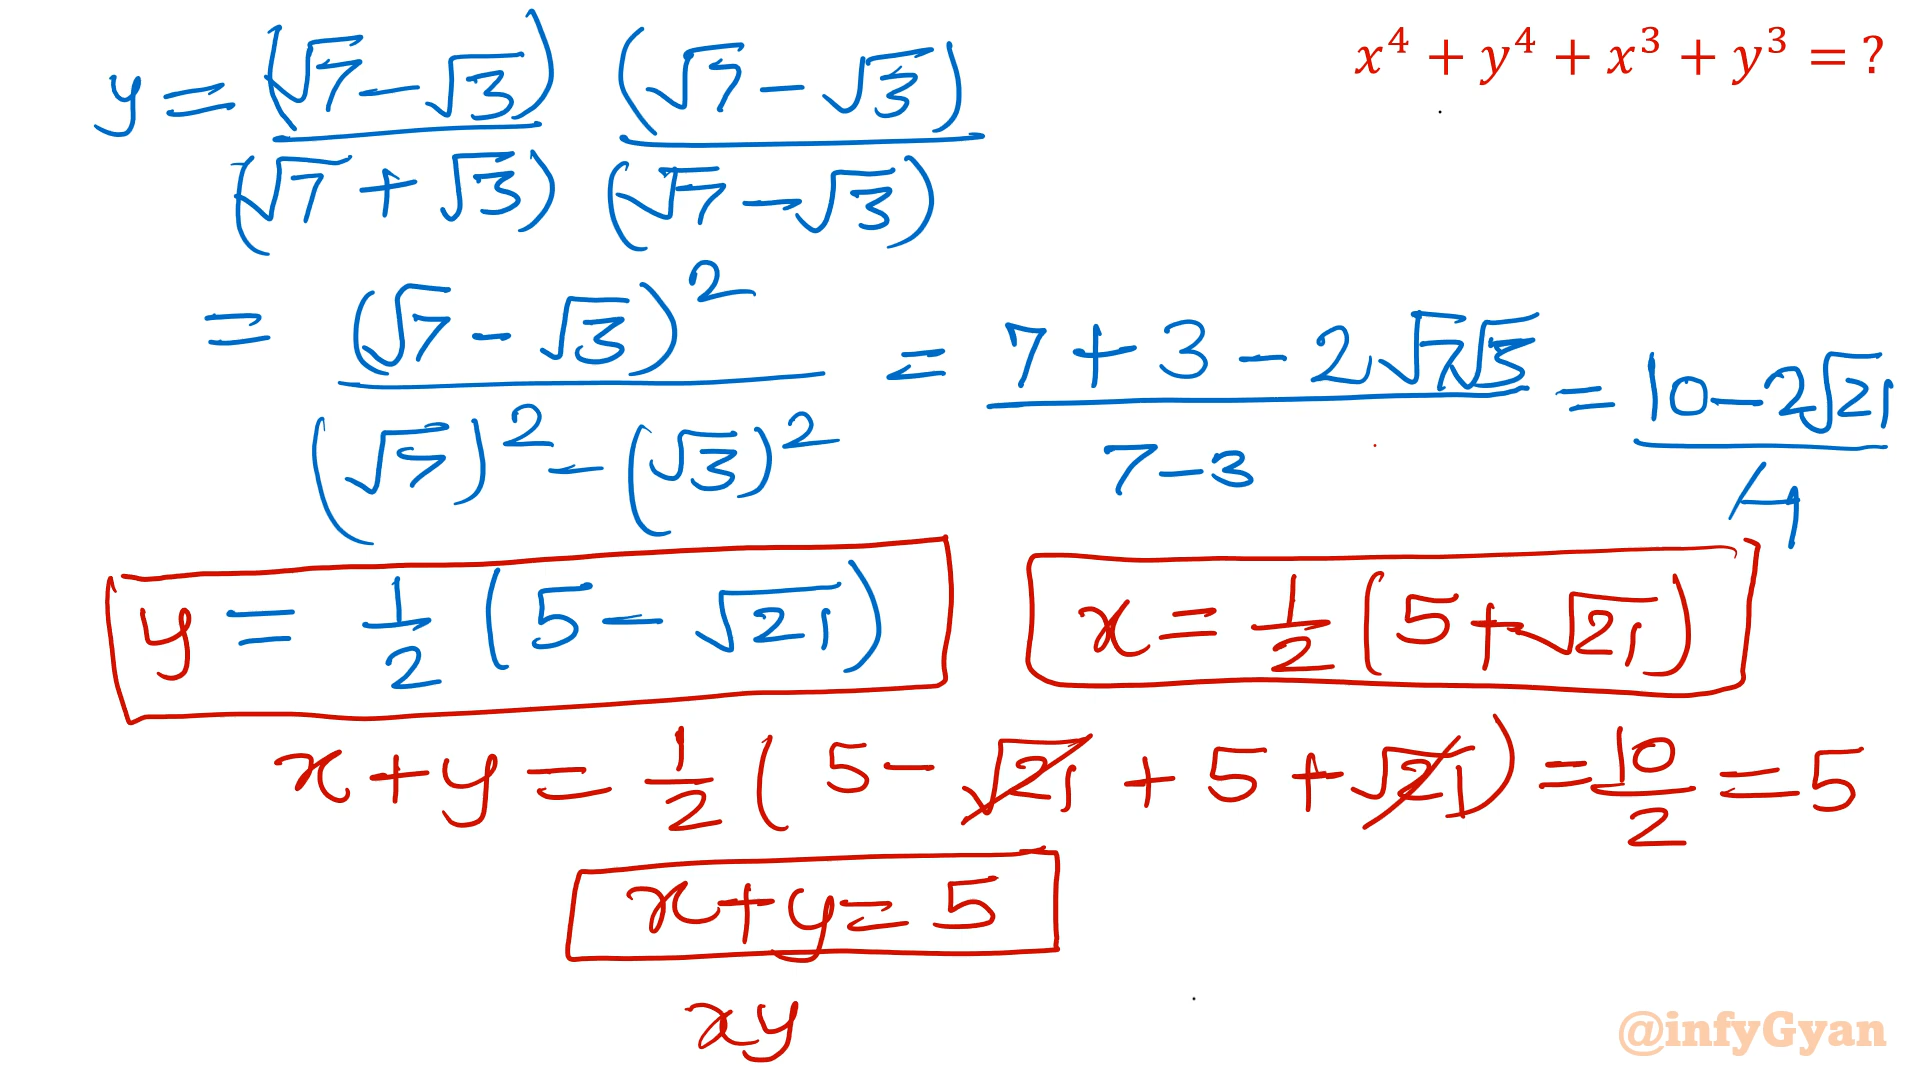 x⁴ + y⁴ + x³ + y³ = ?
y = (√7 − √3)/(√7 + √3) (√7 − √3)/(√7 − √3)
= (√7 − √3)²/((√7)² − (√3)²) = (7 + 3 − 2√7√3)/(7 − 3) = (10 − 2√21)/4
y = 1/2 (5 − √21) x = 1/2 (5 + √21)
x + y = 1/2 (5 − √21 + 5 + √21) = 10/2 = 5
x + y = 5
xy
@infyGyan